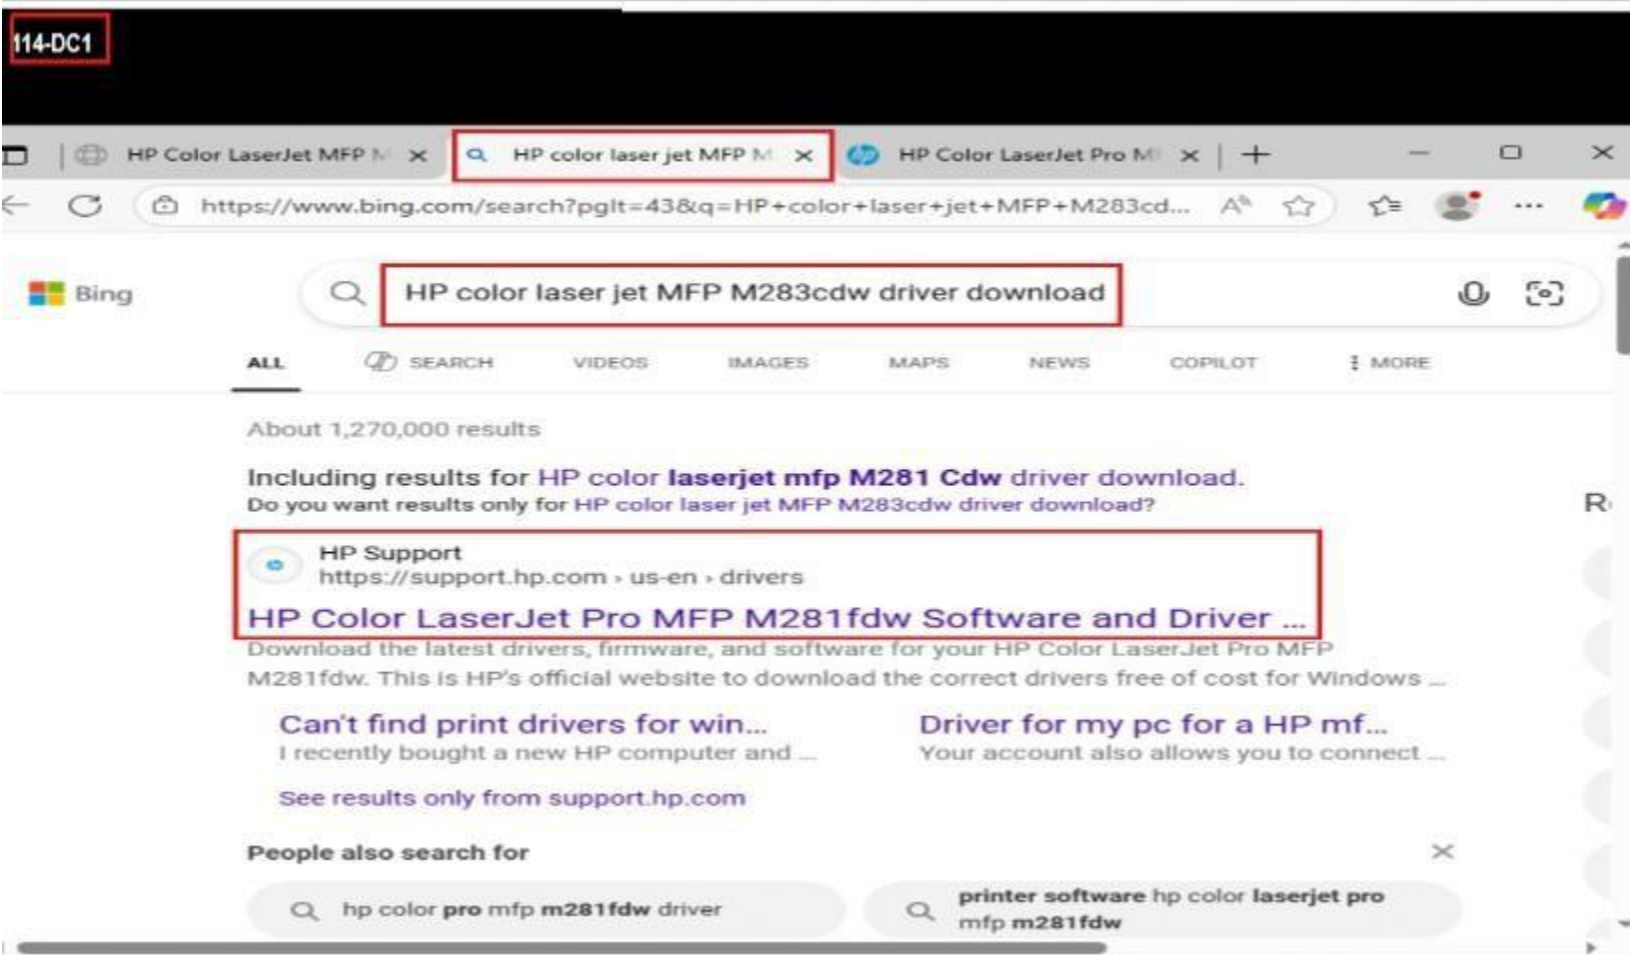 114-DC1
HP Color LaserJet MFP M
HP color laser jet MFP M
HP Color LaserJet Pro M
https://www.bing.com/search?pglt=43&q=HP+color+laser+jet+MFP+M283cd...
Bing
HP color laser jet MFP M283cdw driver download
ALL SEARCH VIDEOS IMAGES MAPS NEWS COPILOT MORE
About 1,270,000 results
Including results for HP color laserjet mfp M281 Cdw driver download.
Do you want results only for HP color laser jet MFP M283cdw driver download?
HP Support
https://support.hp.com › us-en › drivers
HP Color LaserJet Pro MFP M281fdw Software and Driver ...
Download the latest drivers, firmware, and software for your HP Color LaserJet Pro MFP
M281fdw. This is HP's official website to download the correct drivers free of cost for Windows ...
Can't find print drivers for win...
I recently bought a new HP computer and ...
Driver for my pc for a HP mf...
Your account also allows you to connect ...
See results only from support.hp.com
People also search for
hp color pro mfp m281fdw driver
printer software hp color laserjet pro
mfp m281fdw